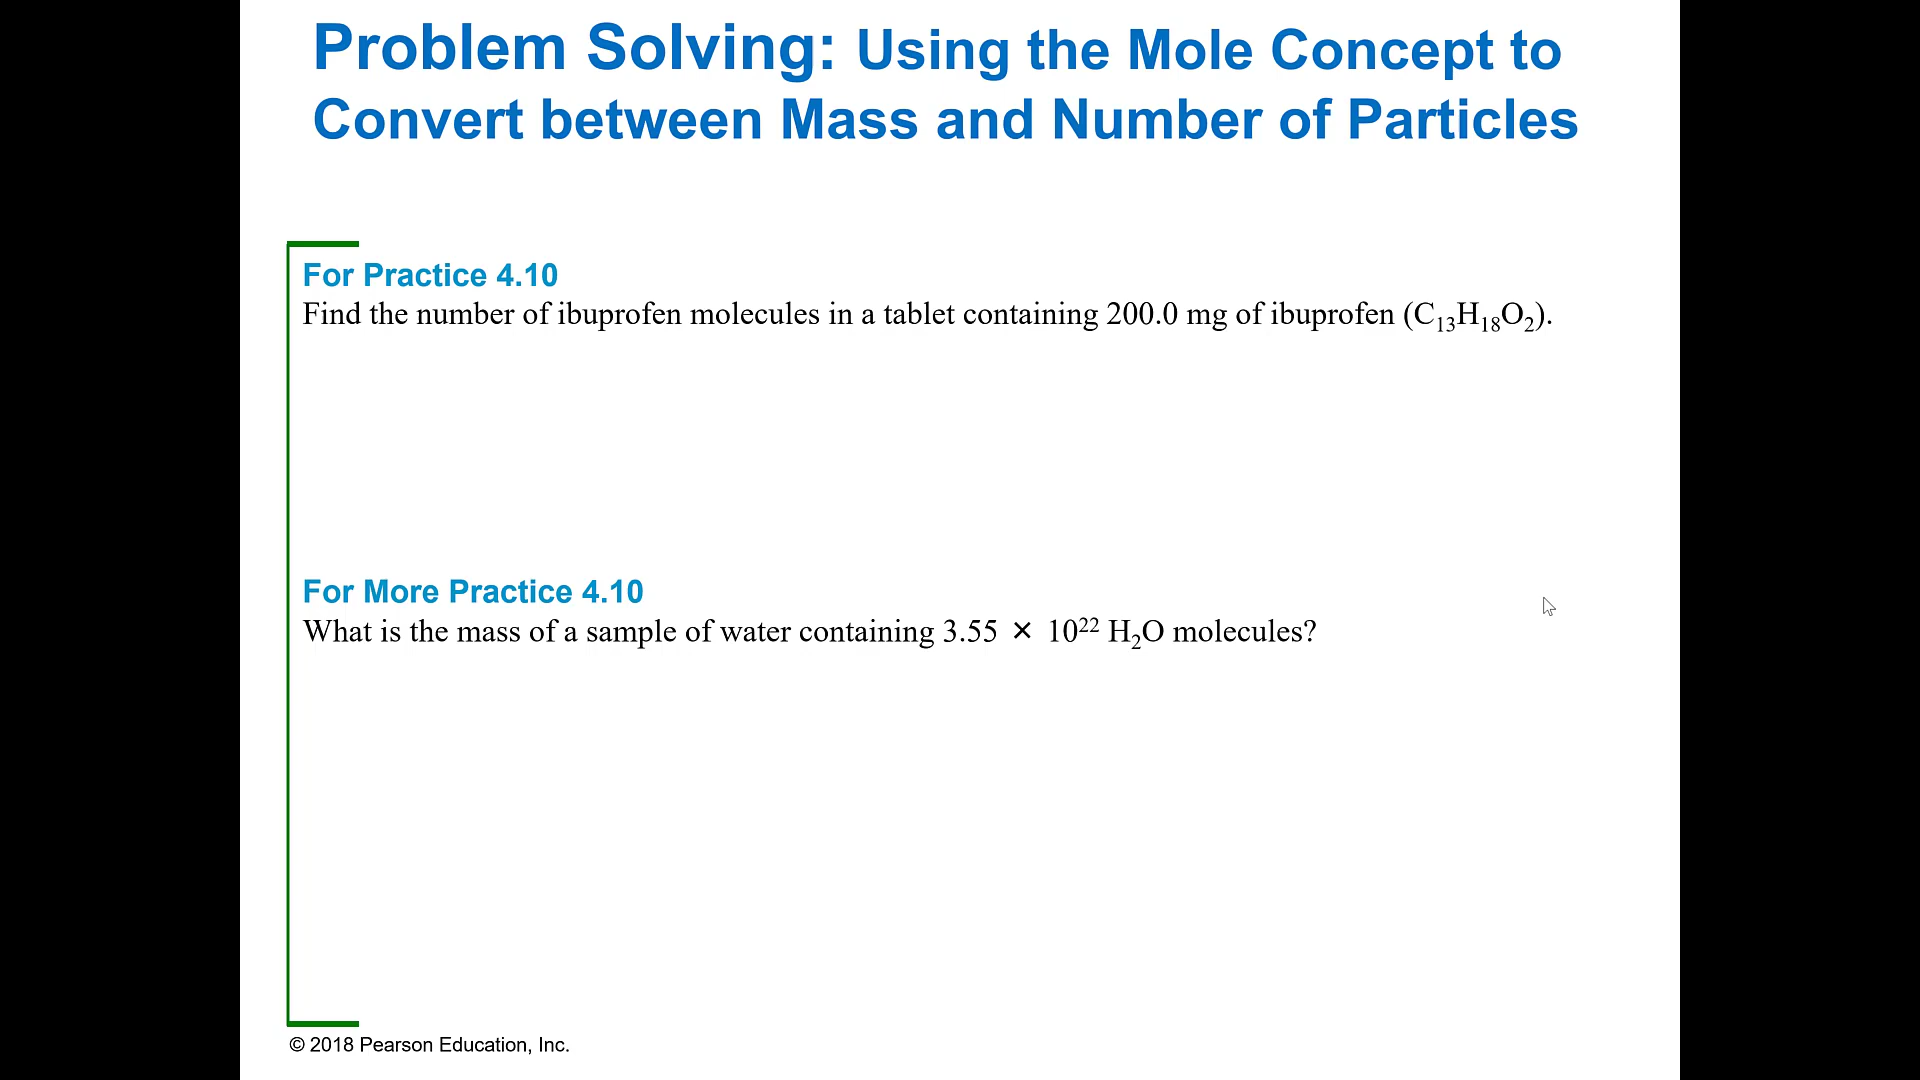 Problem Solving: Using the Mole Concept to
Convert between Mass and Number of Particles
For Practice 4.10
Find the number of ibuprofen molecules in a tablet containing 200.0 mg of ibuprofen (C₁₃H₁₈O₂).
For More Practice 4.10
What is the mass of a sample of water containing 3.55 × 10²² H₂O molecules?
© 2018 Pearson Education, Inc.